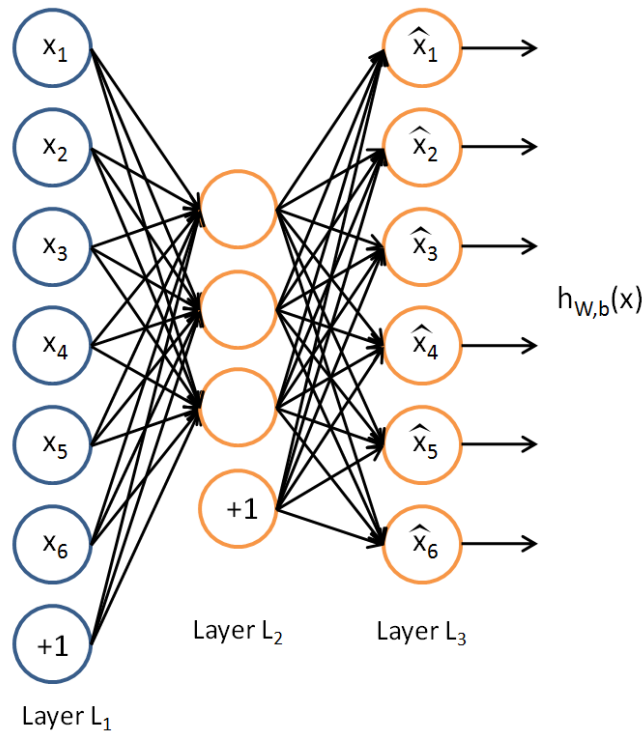 x₁
x₂
x₃
x₄
x₅
x₆
+1
Layer L₁
+1
Layer L₂
x̂₁
x̂₂
x̂₃
x̂₄
x̂₅
x̂₆
Layer L₃
h_W,b(x)